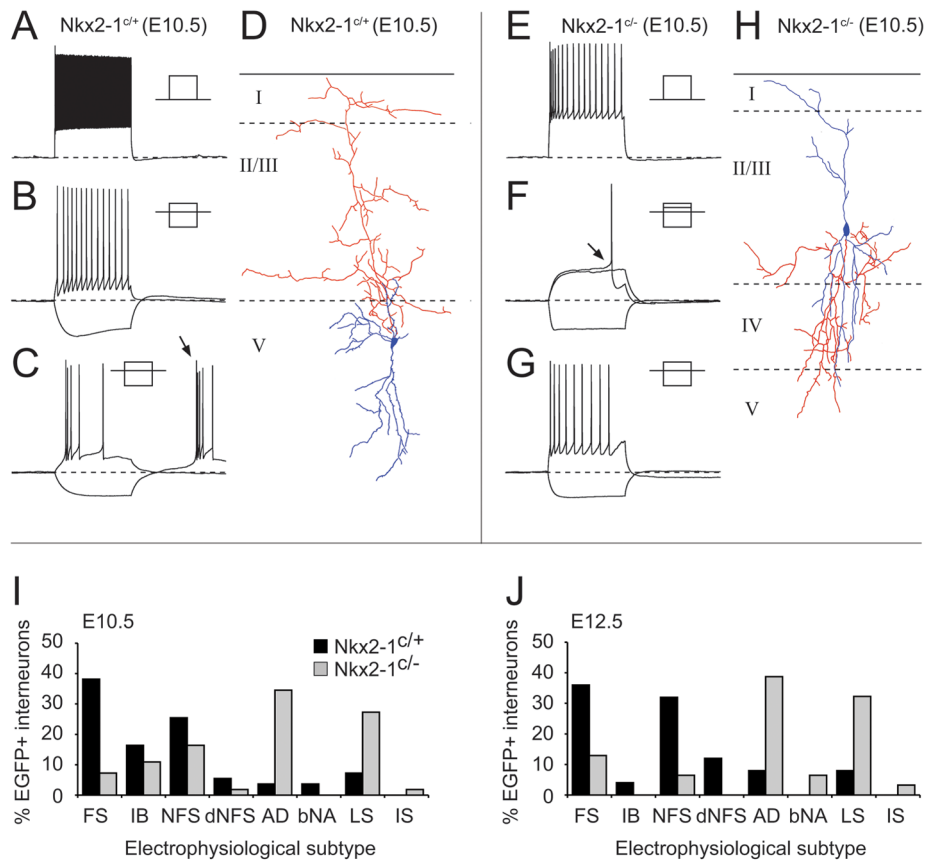 A Nkx2-1c/+ (E10.5)
D Nkx2-1c/+ (E10.5)
E Nkx2-1c/- (E10.5)
H Nkx2-1c/- (E10.5)
I
II/III
V
B
C
I
II/III
IV
V
F
G
I
E10.5
% EGFP+ interneurons
50
40
30
20
10
0
Nkx2-1c/+
Nkx2-1c/-
FS IB NFS dNFS AD bNA LS IS
Electrophysiological subtype
J
E12.5
% EGFP+ interneurons
50
40
30
20
10
0
FS IB NFS dNFS AD bNA LS IS
Electrophysiological subtype